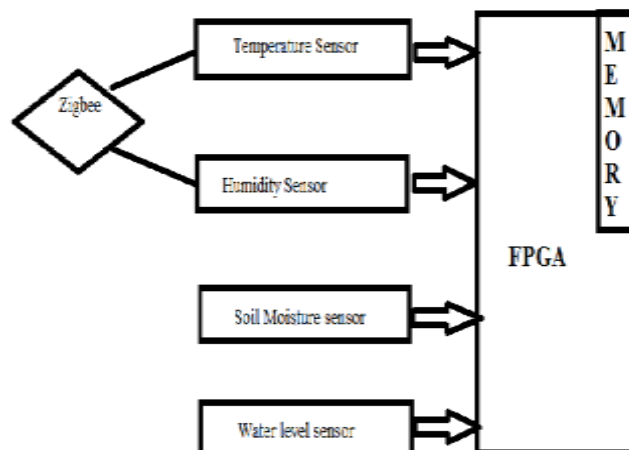 Temperature Sensor
Zigbee
Humidity Sensor
Soil Moisture sensor
Water level sensor
FPGA
M
E
M
O
R
Y